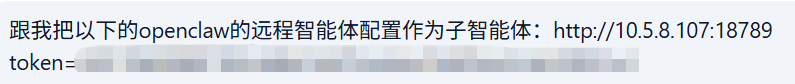 跟我把以下的openclaw的远程智能体配置作为子智能体：http://10.5.8.107:18789
token=